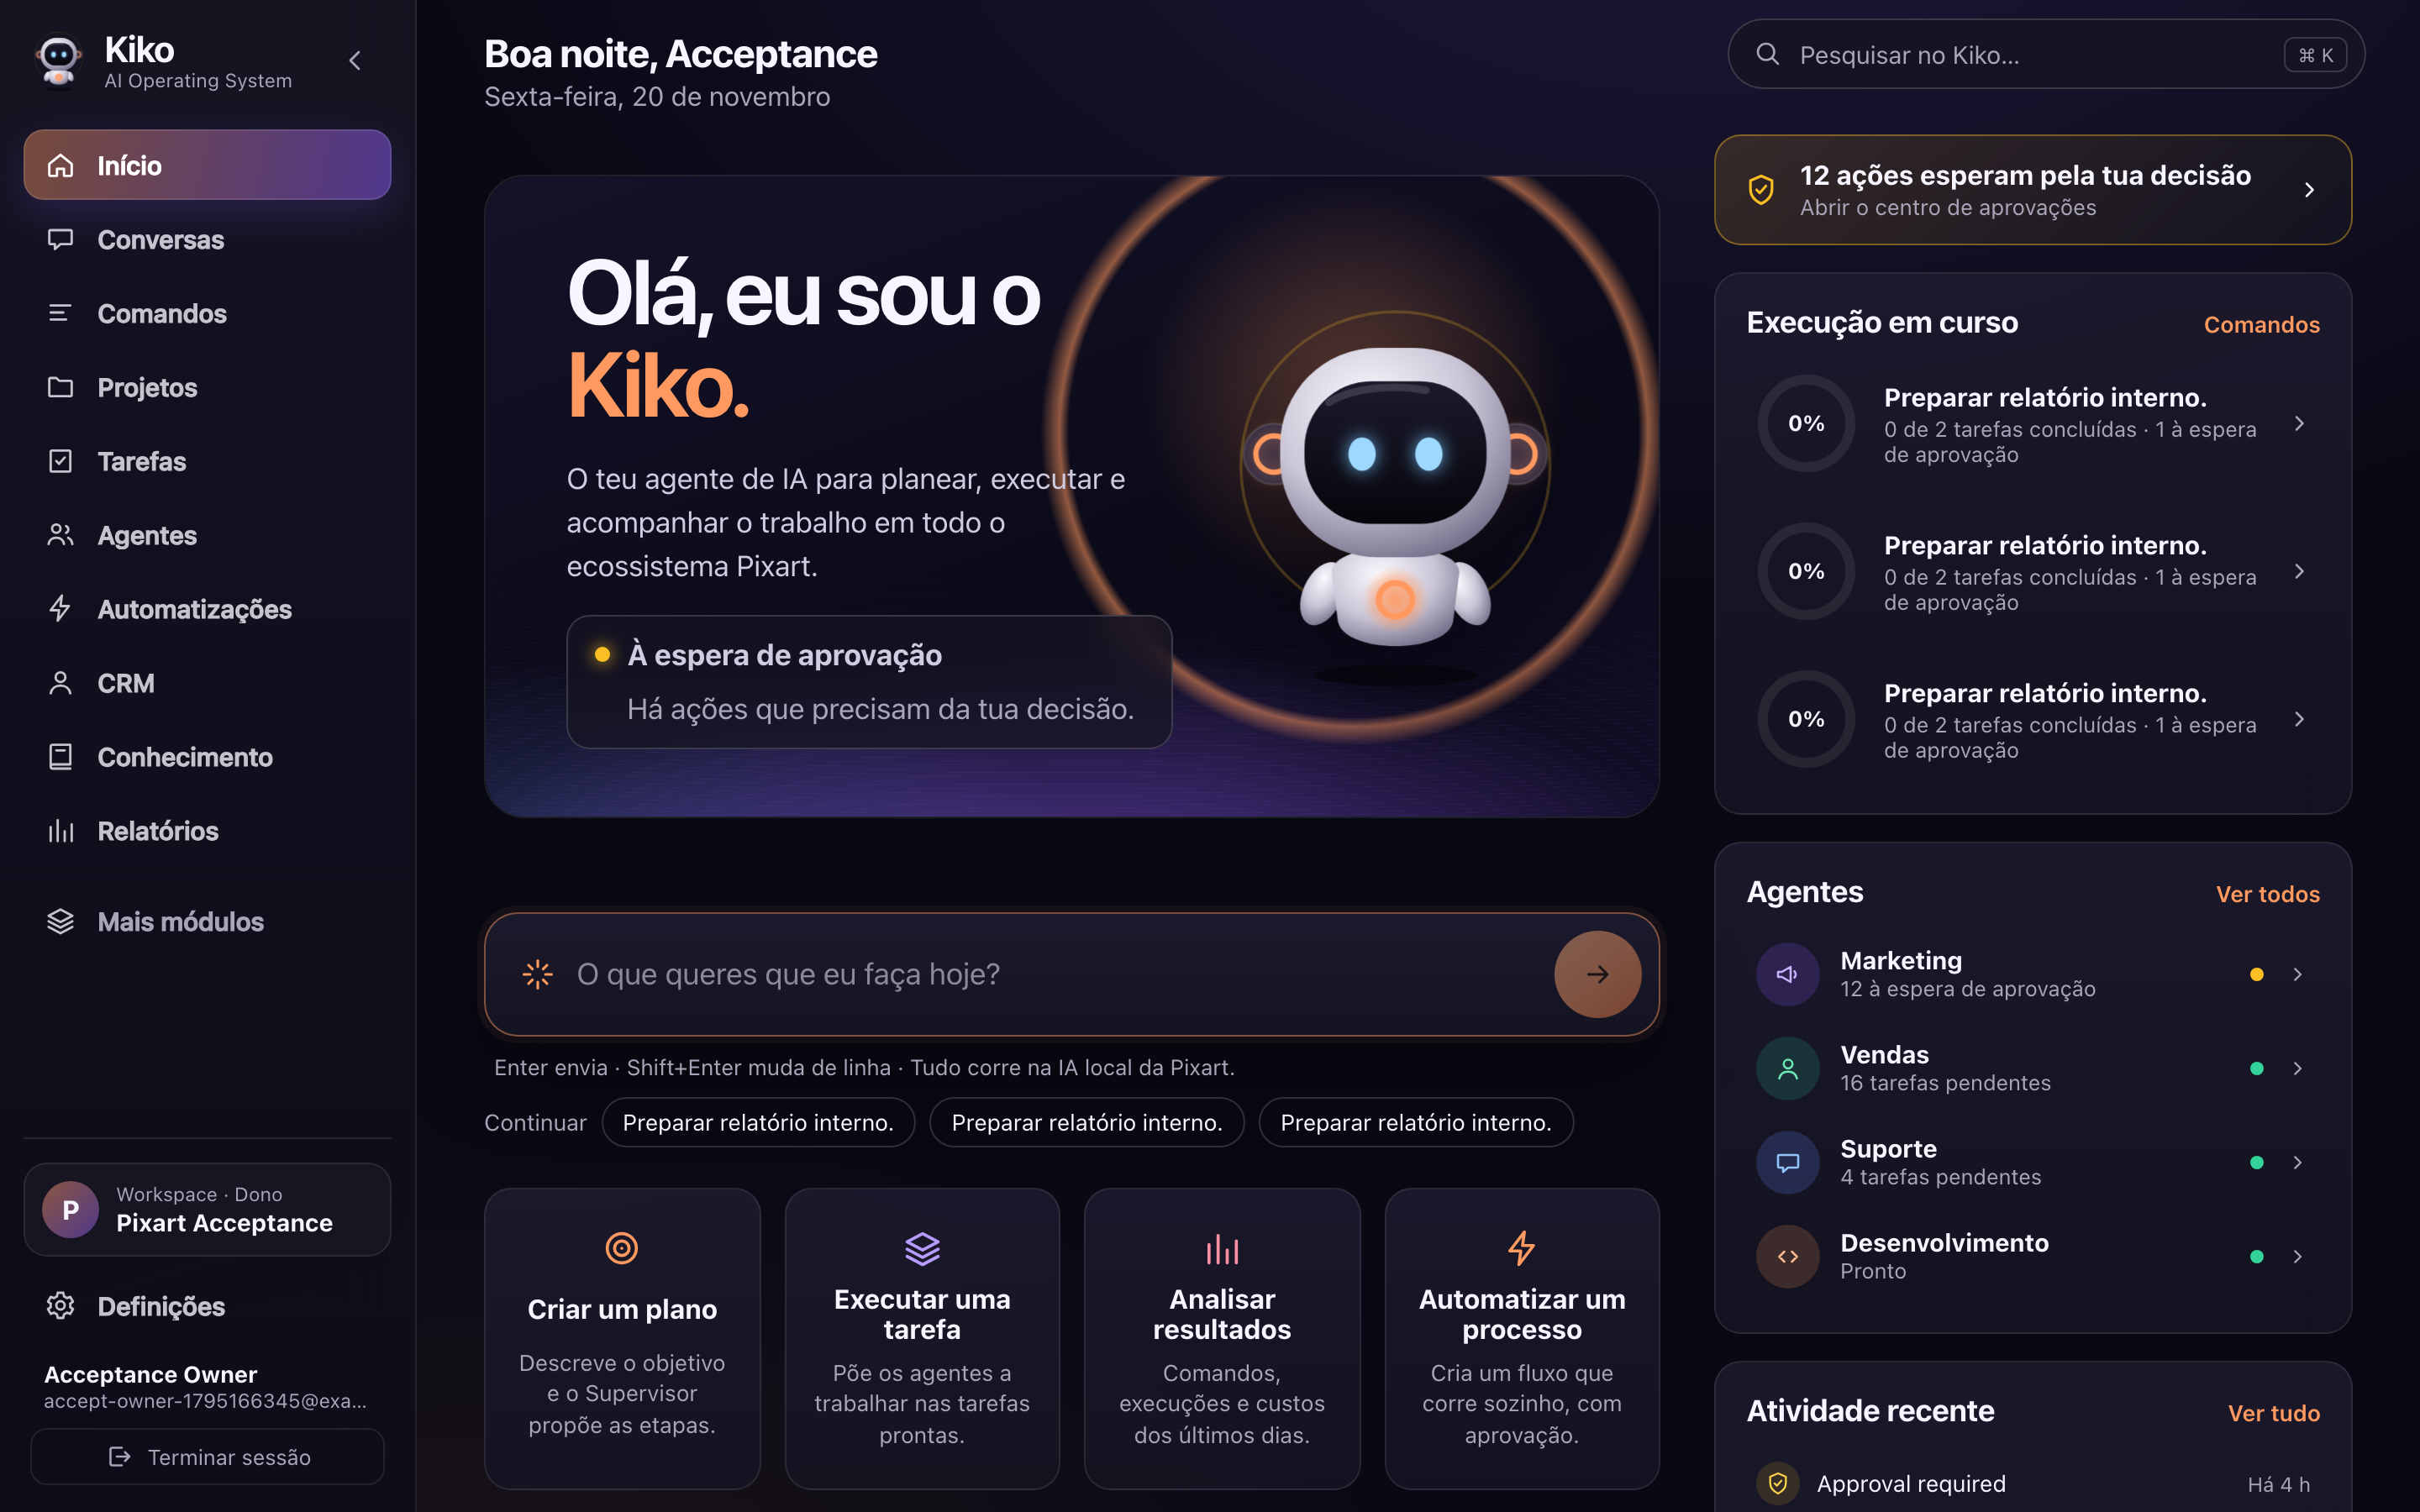 Kiko
AI Operating System
Início
Conversas
Comandos
Projetos
Tarefas
Agentes
Automatizações
CRM
Conhecimento
Relatórios
Mais módulos
P
Workspace · Dono
Pixart Acceptance
Definições
Acceptance Owner
accept-owner-1795166345@exa...
Terminar sessão
Boa noite, Acceptance
Sexta-feira, 20 de novembro
Olá, eu sou o
Kiko.
O teu agente de IA para planear, executar e
acompanhar o trabalho em todo o
ecossistema Pixart.
À espera de aprovação
Há ações que precisam da tua decisão.
O que queres que eu faça hoje?
Enter envia · Shift+Enter muda de linha · Tudo corre na IA local da Pixart.
Continuar
Preparar relatório interno.
Preparar relatório interno.
Preparar relatório interno.
Criar um plano
Descreve o objetivo
e o Supervisor
propõe as etapas.
Executar uma
tarefa
Põe os agentes a
trabalhar nas tarefas
prontas.
Analisar
resultados
Comandos,
execuções e custos
dos últimos dias.
Automatizar um
processo
Cria um fluxo que
corre sozinho, com
aprovação.
Pesquisar no Kiko...
⌘ K
12 ações esperam pela tua decisão
Abrir o centro de aprovações
Execução em curso
Comandos
0%
Preparar relatório interno.
0 de 2 tarefas concluídas · 1 à espera
de aprovação
0%
Preparar relatório interno.
0 de 2 tarefas concluídas · 1 à espera
de aprovação
0%
Preparar relatório interno.
0 de 2 tarefas concluídas · 1 à espera
de aprovação
Agentes
Ver todos
Marketing
12 à espera de aprovação
Vendas
16 tarefas pendentes
Suporte
4 tarefas pendentes
Desenvolvimento
Pronto
Atividade recente
Ver tudo
Approval required
Há 4 h